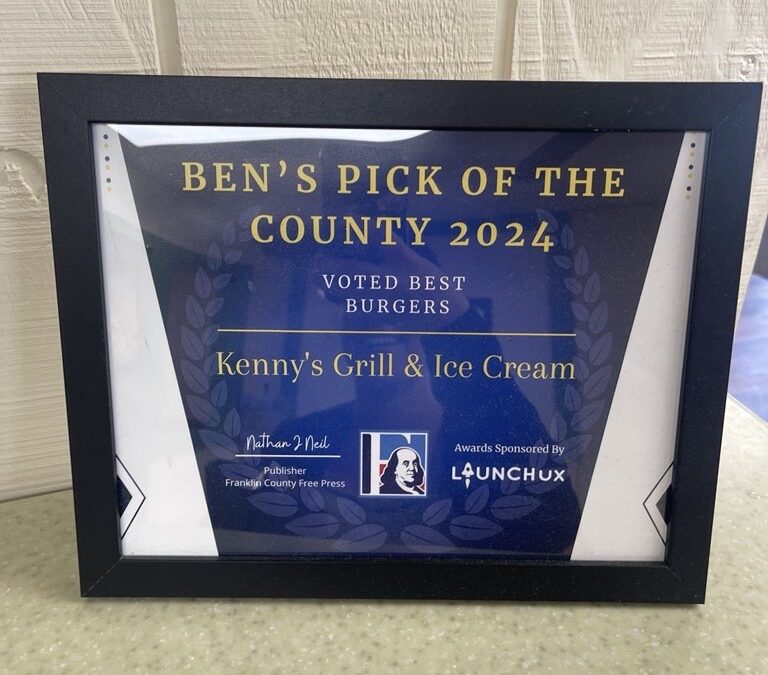 BEN'S PICK OF THE
COUNTY 2024
VOTED BEST
BURGERS
Kenny's Grill & Ice Cream
Nathan J Neil
Publisher
Franklin County Free Press
F
Awards Sponsored By
LAUNCHUX